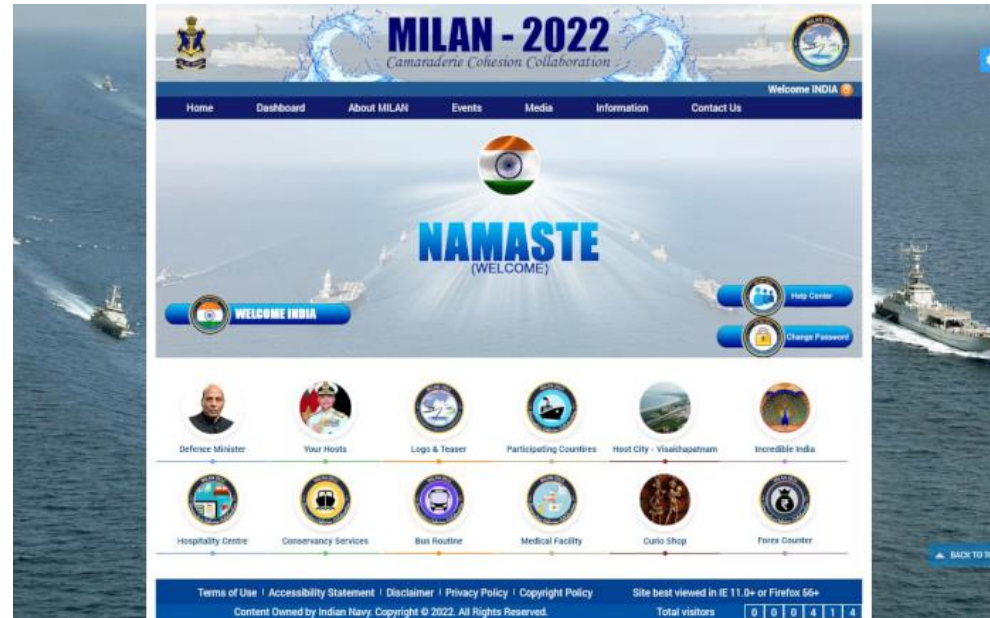 MILAN - 2022
Camaraderie Cohesion Collaboration
Welcome INDIA
Home Dashboard About MILAN Events Media Information Contact Us
NAMASTE
(WELCOME)
WELCOME INDIA
Help Center
Change Password
Defence Minister Your Hosts Logo & Teaser Participating Countires Host City - Visakhapatnam Incredible India
Hospitality Centre Conservancy Services Bus Routine Medical Facility Curio Shop Forex Counter
BACK TO
Terms of Use | Accessibility Statement | Disclaimer | Privacy Policy | Copyright Policy Site best viewed in IE 11.0+ or Firefox 56+
Content Owned by Indian Navy. Copyright © 2022. All Rights Reserved. Total visitors 0 0 0 4 1 4